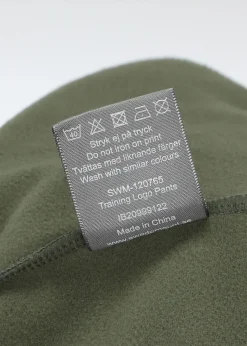 40
Stryk ej på tryck
Do not iron on print
Tvättas med liknande färger
Wash with similar colours
SWM-120765
Training Logo Pants
IB20999122
Made in China